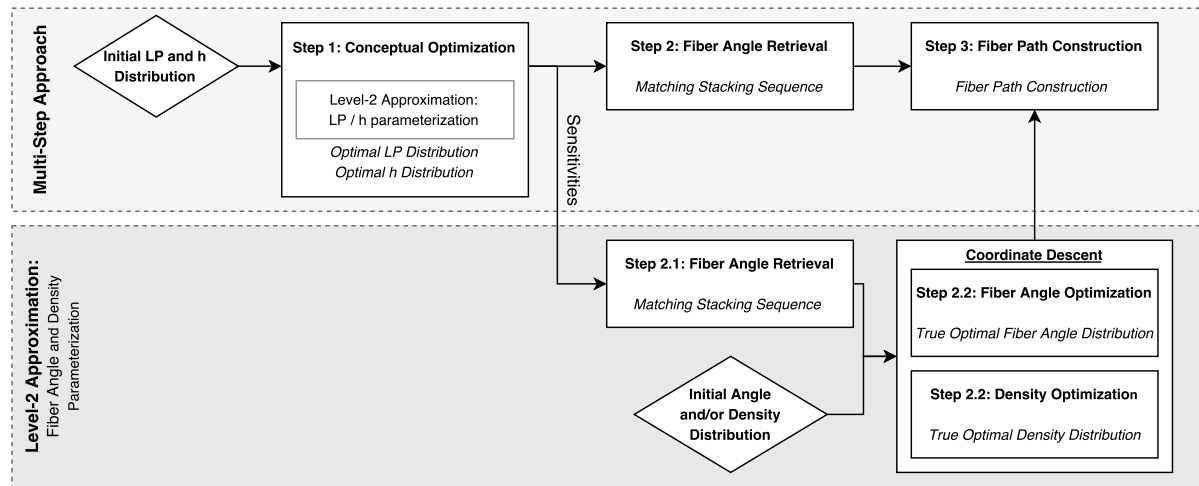 Multi-Step Approach
Initial LP and h
Distribution
Step 1: Conceptual Optimization
Level-2 Approximation:
LP / h parameterization
Optimal LP Distribution
Optimal h Distribution
Sensitivities
Step 2: Fiber Angle Retrieval
Matching Stacking Sequence
Step 3: Fiber Path Construction
Fiber Path Construction
Level-2 Approximation:
Fiber Angle and Density
Parameterization
Step 2.1: Fiber Angle Retrieval
Matching Stacking Sequence
Initial Angle
and/or Density
Distribution
Coordinate Descent
Step 2.2: Fiber Angle Optimization
True Optimal Fiber Angle Distribution
Step 2.2: Density Optimization
True Optimal Density Distribution